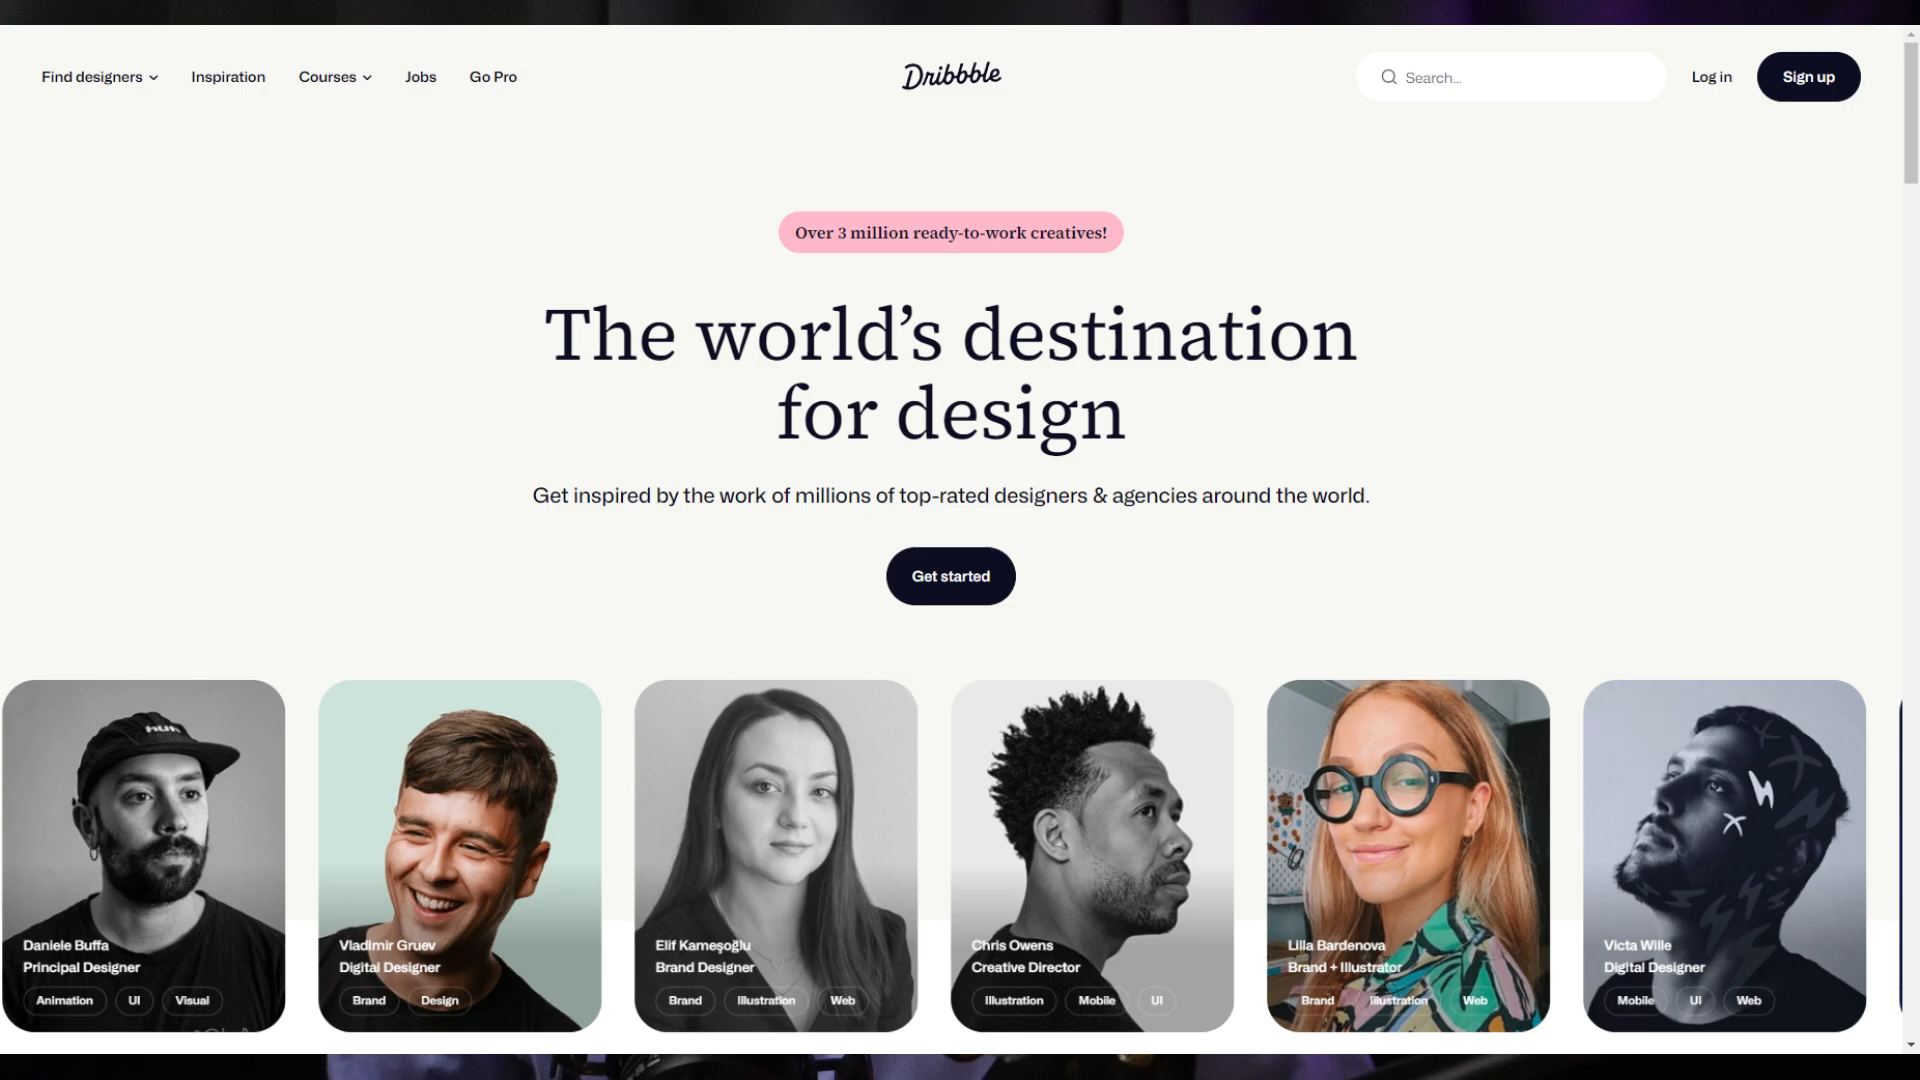 Find designers
Inspiration
Courses
Jobs
Go Pro
Dribbble
Search...
Log in
Sign up
Over 3 million ready-to-work creatives!
The world’s destination
for design
Get inspired by the work of millions of top-rated designers & agencies around the world.
Get started
Daniele Buffa
Principal Designer
Animation UI Visual
Vladimir Gruev
Digital Designer
Brand Design
Elif Kameşoğlu
Brand Designer
Brand Illustration Web
Chris Owens
Creative Director
Illustration Mobile UI
Lilla Bardenova
Brand + Illustrator
Brand Illustration Web
Victa Wille
Digital Designer
Mobile UI Web